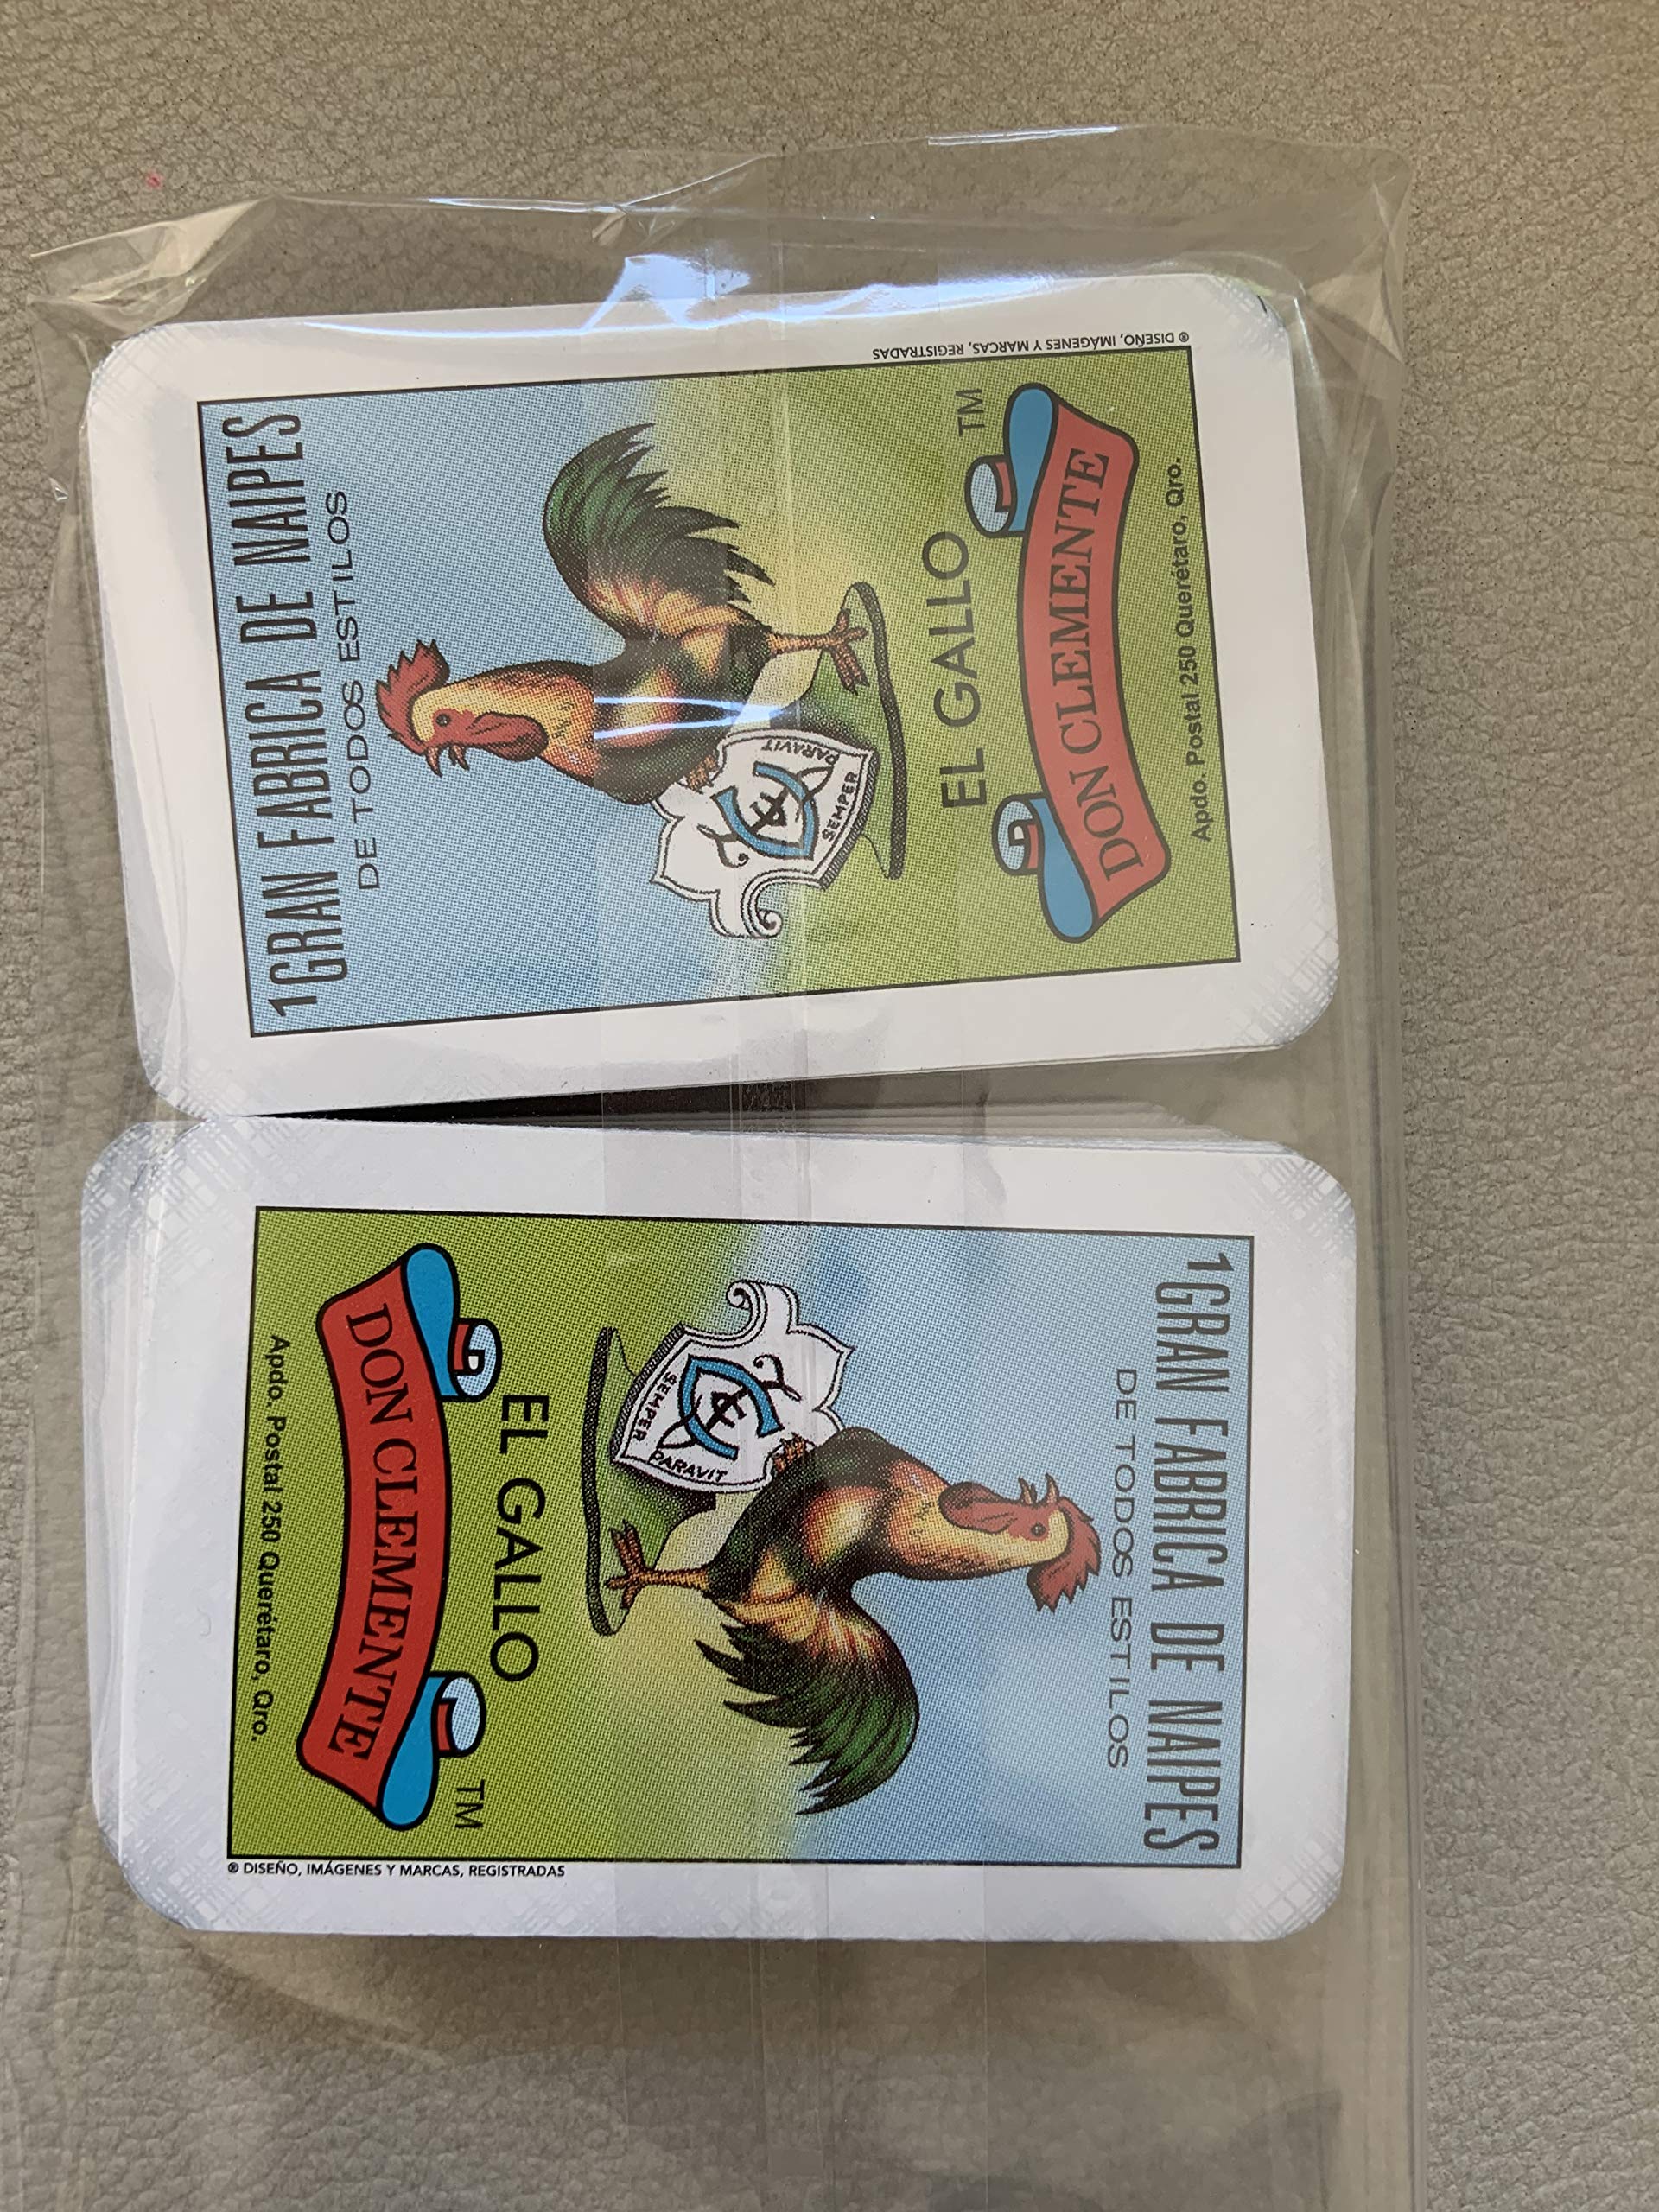 1 GRAN FABRICA DE NAIPES
DE TODOS ESTILOS
PARAVIT
SEMPER
EL GALLO
TM
DON CLEMENTE
Apdo. Postal 250 Querétaro, Qro.
® DISEÑO, IMÁGENES Y MARCAS, REGISTRADAS
1 GRAN FABRICA DE NAIPES
DE TODOS ESTILOS
SEMPER
PARAVIT
EL GALLO
TM
DON CLEMENTE
Apdo. Postal 250 Querétaro, Qro.
® DISEÑO, IMÁGENES Y MARCAS, REGISTRADAS